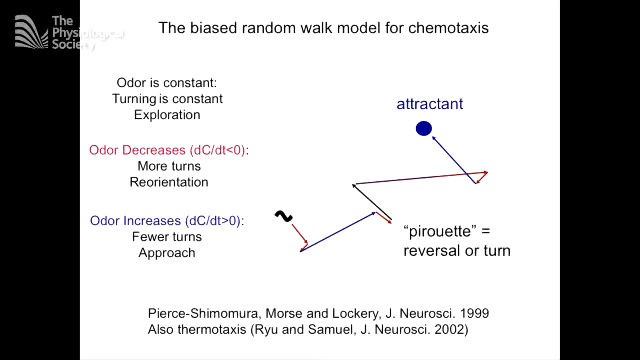 The
Physiological
Society
The biased random walk model for chemotaxis
Odor is constant:
Turning is constant
Exploration
Odor Decreases (dC/dt<0):
More turns
Reorientation
Odor Increases (dC/dt>0):
Fewer turns
Approach
attractant
"pirouette" =
reversal or turn
Pierce-Shimomura, Morse and Lockery, J. Neurosci. 1999
Also thermotaxis (Ryu and Samuel, J. Neurosci. 2002)